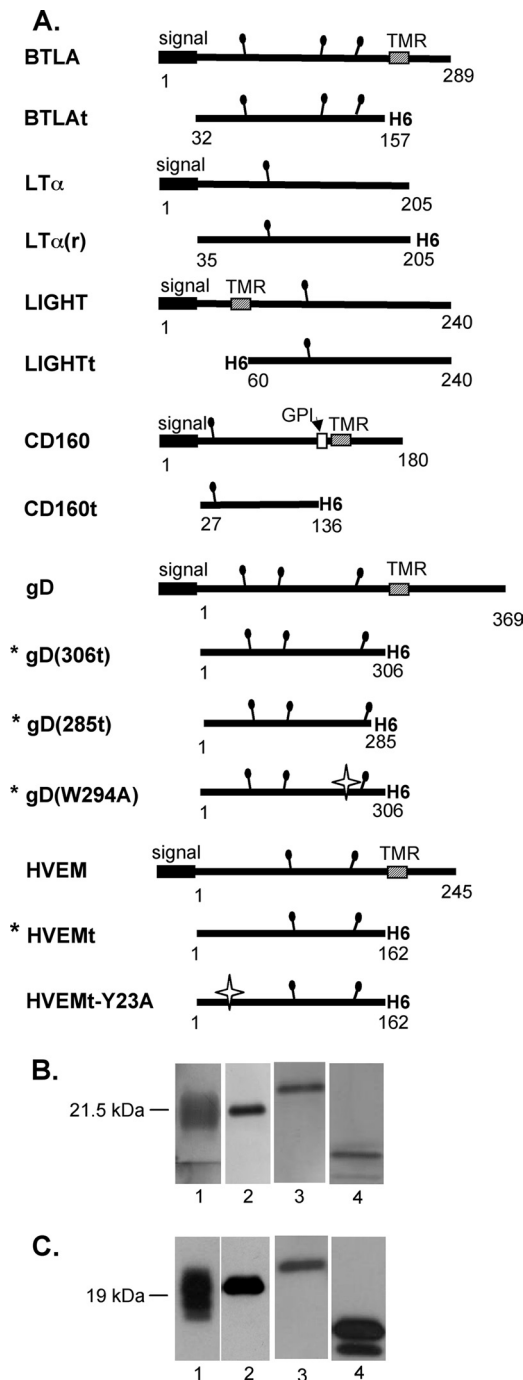 A.
signal TMR
BTLA
1 289
BTLAt H6
32 157
signal
LTα
1 205
LTα(r) H6
35 205
signal TMR
LIGHT
1 240
LIGHTt H6
60 240
GPI
signal TMR
CD160
1 180
CD160t H6
27 136
signal TMR
gD
1 369
* gD(306t) H6
1 306
* gD(285t) H6
1 285
* gD(W294A) H6
1 306
signal TMR
HVEM
1 245
* HVEMt H6
1 162
HVEMt-Y23A H6
1 162
B.
21.5 kDa
1 2 3 4
C.
19 kDa
1 2 3 4